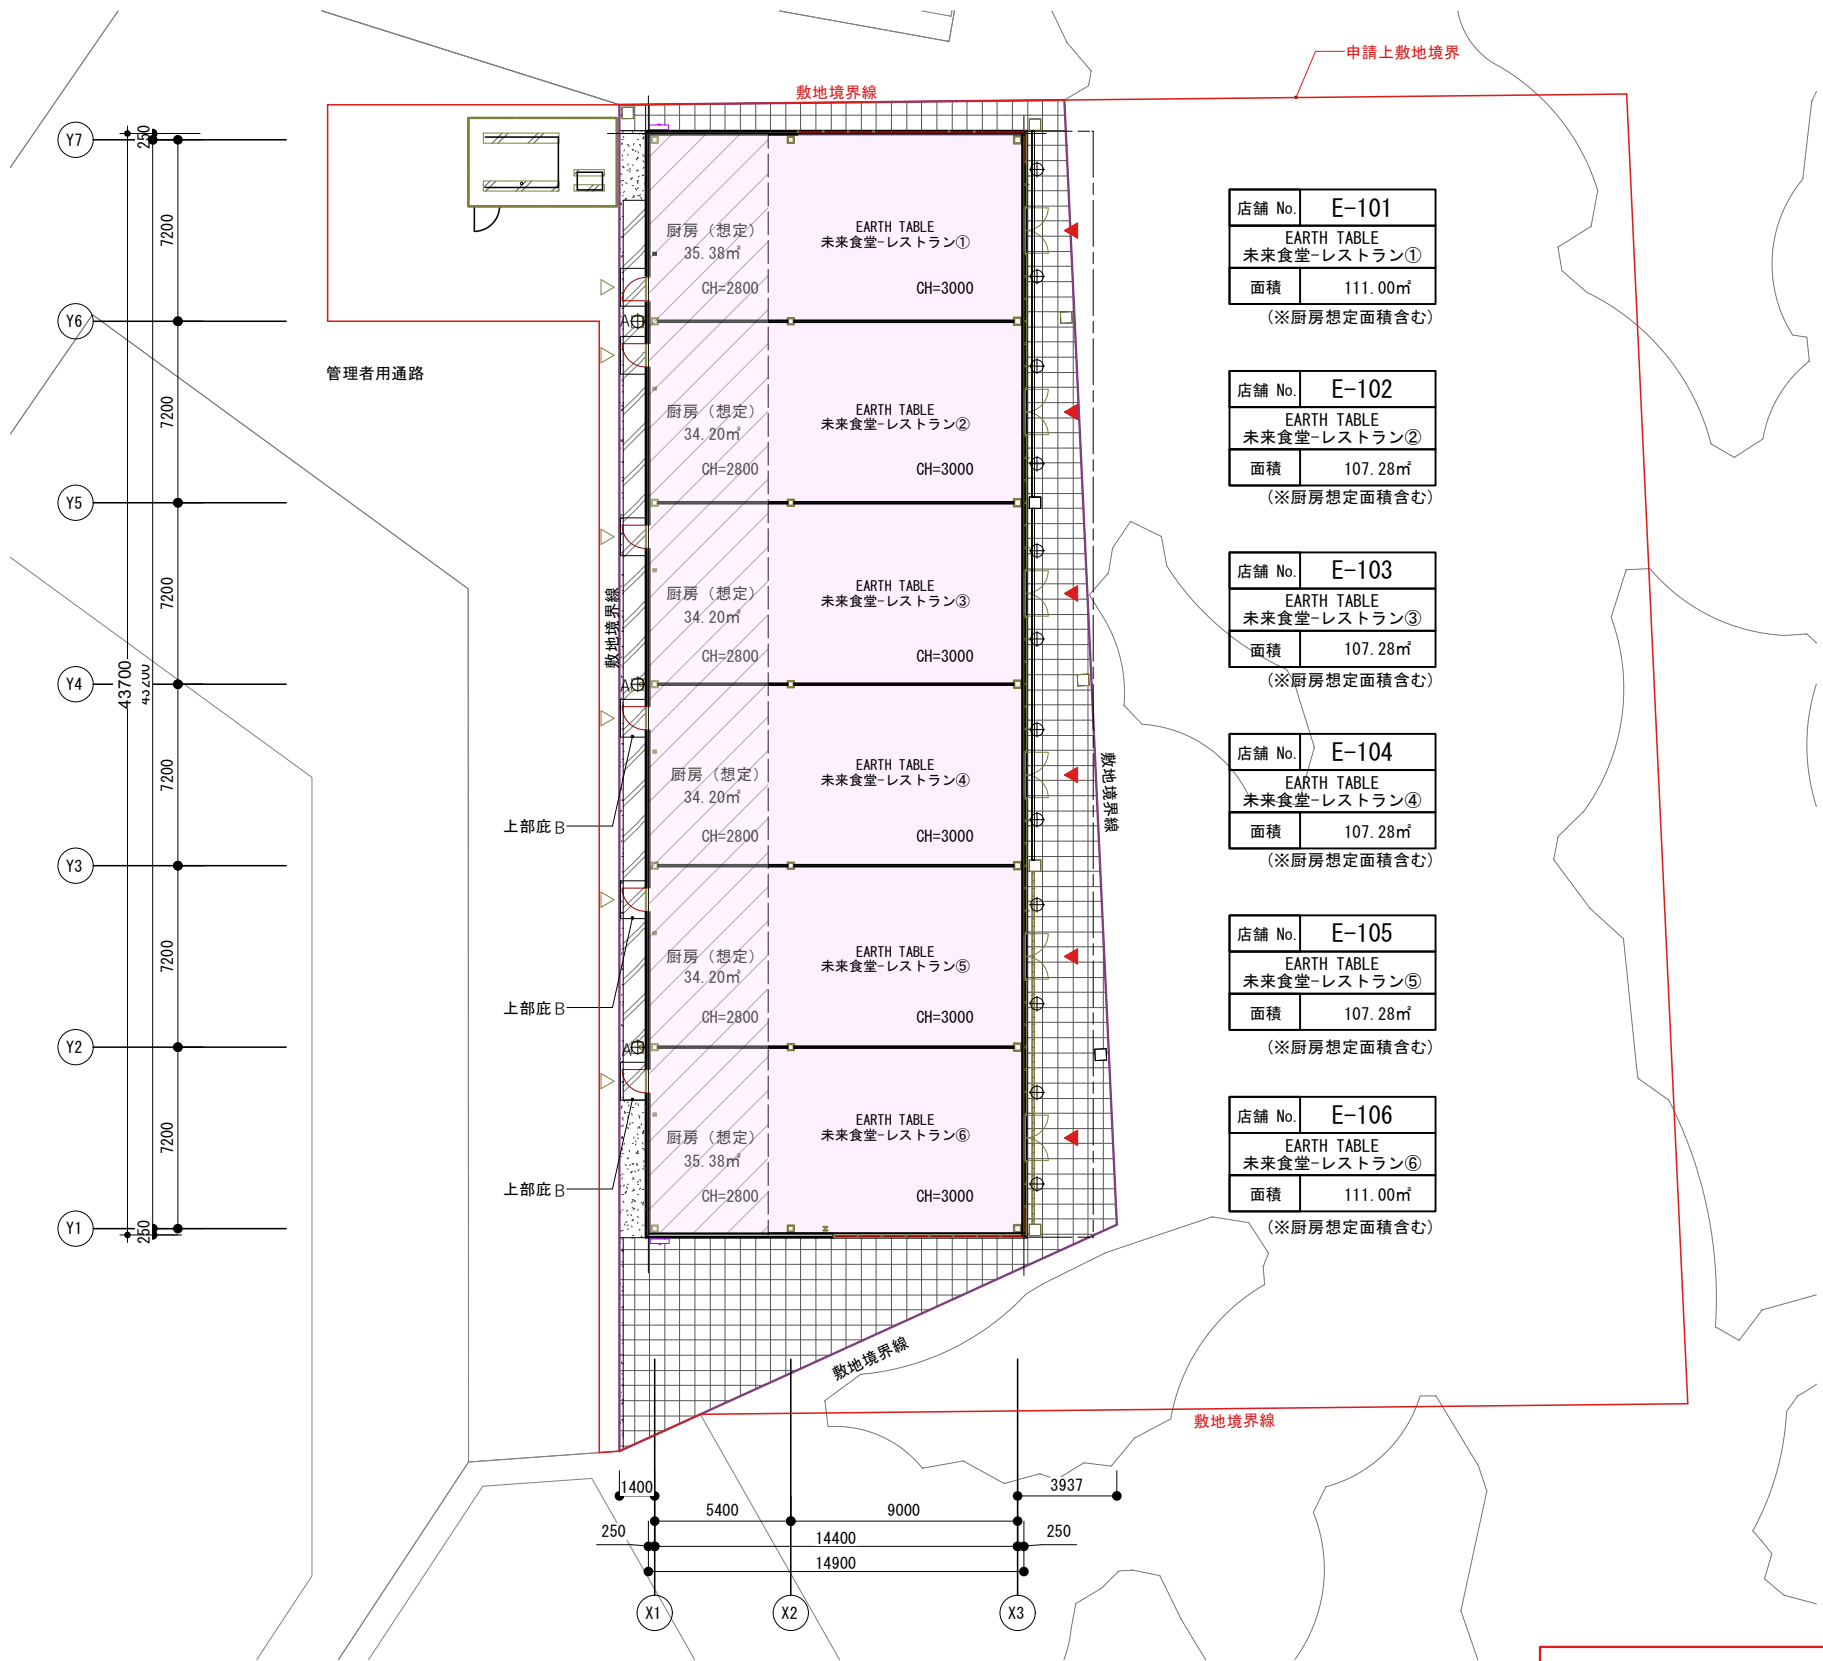 申請上敷地境界
敷地境界線
Y7
Y6
Y5
Y4
Y3
Y2
Y1
250
7200
7200
7200
7200
7200
7200
250
43700
43200
管理者用通路
敷地境界線
敷地境界線
敷地境界線
敷地境界線
上部庇B
上部庇B
上部庇B
厨房（想定）
35.38㎡
CH=2800
EARTH TABLE
未来食堂-レストラン①
CH=3000
厨房（想定）
34.20㎡
CH=2800
EARTH TABLE
未来食堂-レストラン②
CH=3000
厨房（想定）
34.20㎡
CH=2800
EARTH TABLE
未来食堂-レストラン③
CH=3000
厨房（想定）
34.20㎡
CH=2800
EARTH TABLE
未来食堂-レストラン④
CH=3000
厨房（想定）
34.20㎡
CH=2800
EARTH TABLE
未来食堂-レストラン⑤
CH=3000
厨房（想定）
35.38㎡
CH=2800
EARTH TABLE
未来食堂-レストラン⑥
CH=3000
店舗 No. E-101
EARTH TABLE
未来食堂-レストラン①
面積 111.00㎡
（※厨房想定面積含む）
店舗 No. E-102
EARTH TABLE
未来食堂-レストラン②
面積 107.28㎡
（※厨房想定面積含む）
店舗 No. E-103
EARTH TABLE
未来食堂-レストラン③
面積 107.28㎡
（※厨房想定面積含む）
店舗 No. E-104
EARTH TABLE
未来食堂-レストラン④
面積 107.28㎡
（※厨房想定面積含む）
店舗 No. E-105
EARTH TABLE
未来食堂-レストラン⑤
面積 107.28㎡
（※厨房想定面積含む）
店舗 No. E-106
EARTH TABLE
未来食堂-レストラン⑥
面積 111.00㎡
（※厨房想定面積含む）
1400
3937
5400
9000
250
14400
250
14900
X1
X2
X3